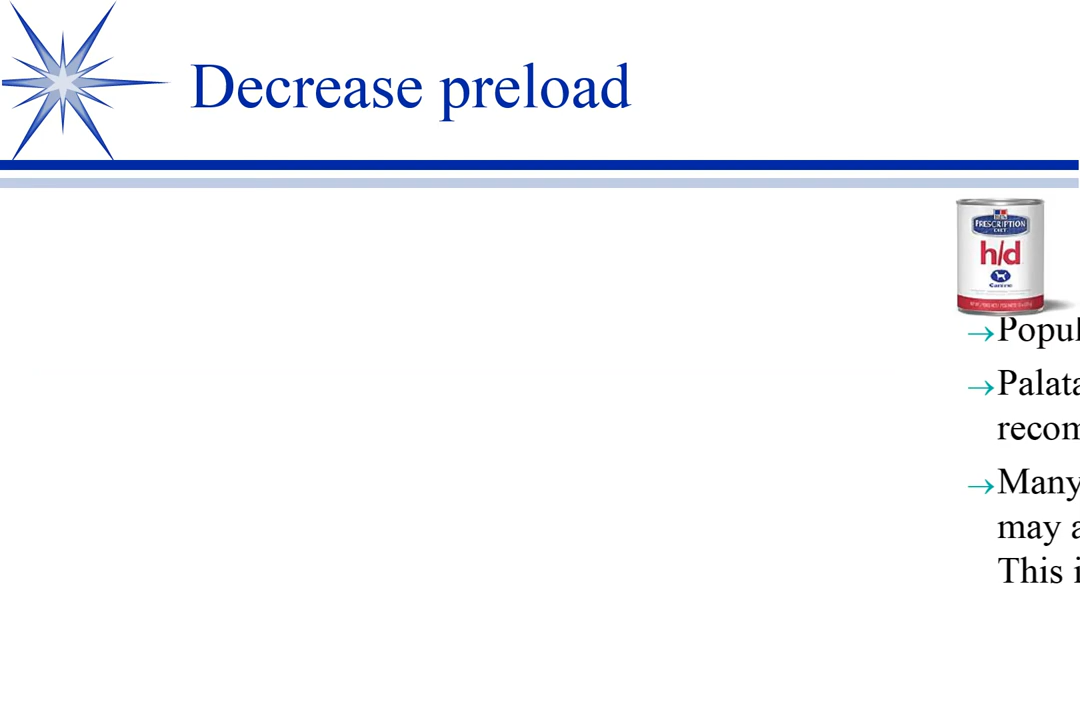 Decrease preload
PRESCRIPTION
DIET
h/d
Canine
→Popul
→Palata
recom
→Many
may a
This i